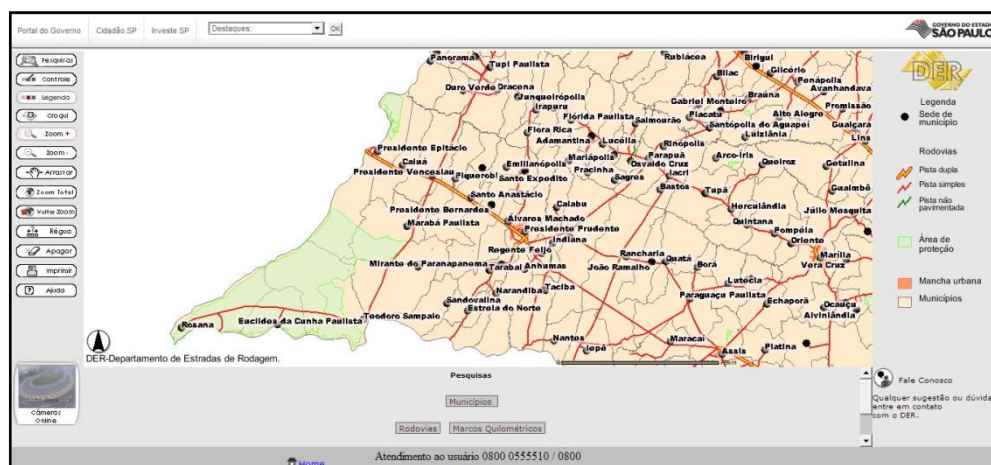 Portal do Governo
Cidadão.SP
Investe SP
Destaques:
OK
GOVERNO DO ESTADO
SÃO PAULO
Pesquisas
Controle
Legenda
Croqui
Zoom +
Zoom -
Arrastar
Zoom Total
Voltar Zoom
Régua
Apagar
Imprimir
Ajuda
Câmeras
Online
Panorama
Tupi Paulista
Rubiácea
Birigui
Glicério
Penápolis
Bilac
Avanhandava
Ouro Verde
Dracena
Junqueirópolis
Braúna
Gabriel Monteiro
Promissão
Irapuru
Flórida Paulista
Salmourão
Piacatu
Alto Alegre
Flora Rica
Santópolis do Aguapeí
Guaiçara
Luiziânia
Adamantina
Lucélia
Rinópolis
Lins
Presidente Epitácio
Mariápolis
Parapuã
Arco-íris
Caiuá
Emilianópolis
Osvaldo Cruz
Queiroz
Getulina
Presidente Venceslau
Piquerobi
Santo Expedito
Pracinha
Sagres
Iacri
Bastos
Tupã
Guaimbê
Santo Anastácio
Caiabu
Herculândia
Presidente Bernardes
Álvares Machado
Quintana
Júlio Mesquita
Marabá Paulista
Presidente Prudente
Pompéia
Indiana
Oriente
Regente Feijó
Rancharia
Quatá
Marília
Mirante do Paranapanema
Tarabai
Anhumas
João Ramalho
Borá
Vera Cruz
Lutécia
Narandiba
Taciba
Sandovalina
Paraguaçu Paulista
Echaporã
Ocauçu
Estrela do Norte
Alvinlândia
Rosana
Euclides da Cunha Paulista
Teodoro Sampaio
Nantes
Iepê
Maracaí
Assis
Platina
DER-Departamento de Estradas de Rodagem.
DER
Legenda
Sede de
município
Rodovias
Pista dupla
Pista simples
Pista não
pavimentada
Área de
proteção
Mancha urbana
Municípios
Pesquisas
Municípios
Rodovias
Marcos Quilométricos
Fale Conosco
Qualquer sugestão ou dúvida
entre em contato
com o DER.
Home
Atendimento ao usuário 0800 0555510 / 0800